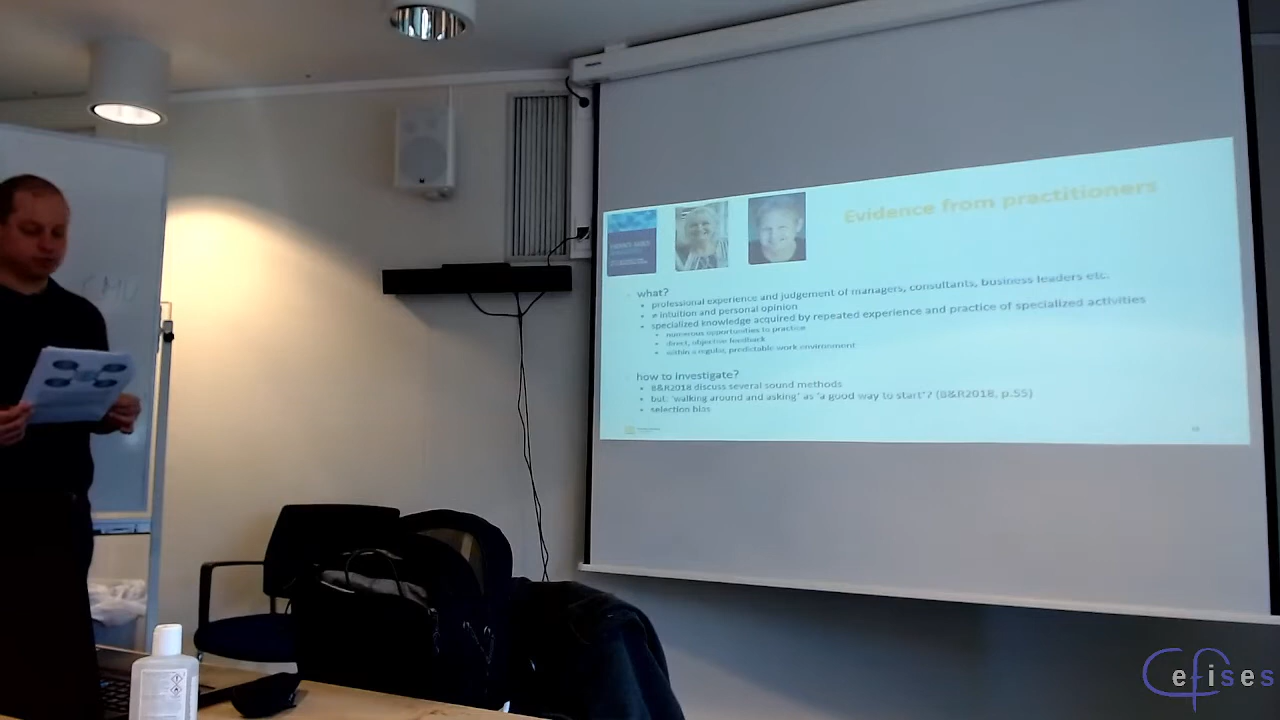 Evidence from practitioners
what?
professional experience and judgement of managers, consultants, business leaders etc.
≠ intuition and personal opinion
specialized knowledge acquired by repeated experience and practice of specialized activities
numerous opportunities to practice
direct, objective feedback
within a regular, predictable work environment
how to investigate?
B&R2018 discuss several sound methods
but: 'walking around and asking' as 'a good way to start'? (B&R2018, p.55)
selection bias
Cefises